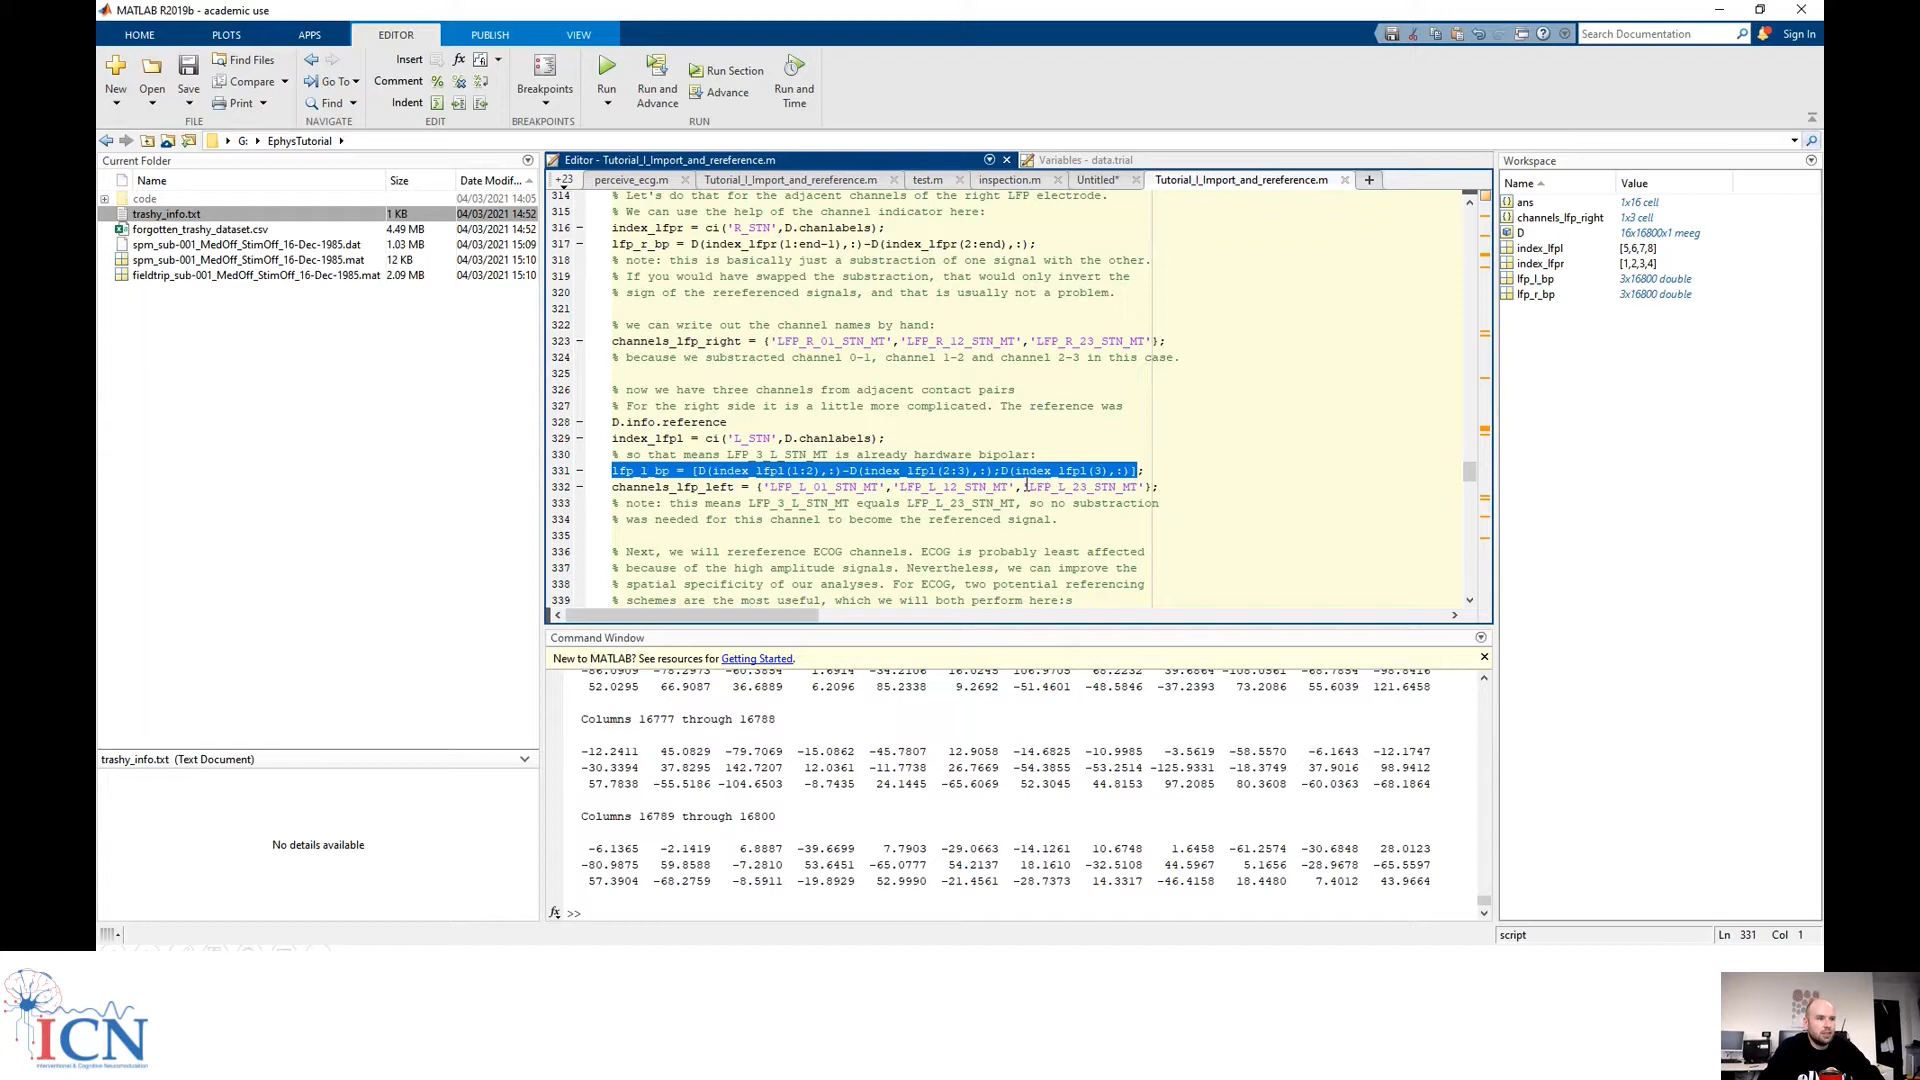 MATLAB R2019b - academic use
HOME PLOTS APPS EDITOR PUBLISH VIEW
Search Documentation Sign In
New Open Save Find Files Compare Print
FILE
Go To Find
NAVIGATE
Insert fx
Comment
Indent
EDIT
Breakpoints
BREAKPOINTS
Run Run and Advance Run Section Advance Run and Time
RUN
G: EphysTutorial
Current Folder
Name Size Date Modif...
code 04/03/2021 14:05
trashy_info.txt 1 KB 04/03/2021 14:52
forgotten_trashy_dataset.csv 4.49 MB 04/03/2021 14:52
spm_sub-001_MedOff_StimOff_16-Dec-1985.dat 1.03 MB 04/03/2021 15:09
spm_sub-001_MedOff_StimOff_16-Dec-1985.mat 12 KB 04/03/2021 15:10
fieldtrip_sub-001_MedOff_StimOff_16-Dec-1985.mat 2.09 MB 04/03/2021 15:10
trashy_info.txt (Text Document)
No details available
Editor - Tutorial_I_Import_and_rereference.m
Variables - data.trial
+23 perceive_ecg.m Tutorial_I_Import_and_rereference.m test.m inspection.m Untitled* Tutorial_I_Import_and_rereference.m
314 % Let's do that for the adjacent channels of the right LFP electrode.
315 % We can use the help of the channel indicator here:
316 index_lfpr = ci('R_STN',D.chanlabels);
317 lfp_r_bp = D(index_lfpr(1:end-1),:)-D(index_lfpr(2:end),:);
318 % note: this is basically just a substraction of one signal with the other.
319 % If you would have swapped the substraction, that would only invert the
320 % sign of the rereferenced signals, and that is usually not a problem.
321
322 % we can write out the channel names by hand:
323 channels_lfp_right = {'LFP_R_01_STN_MT','LFP_R_12_STN_MT','LFP_R_23_STN_MT'};
324 % because we substracted channel 0-1, channel 1-2 and channel 2-3 in this case.
325
326 % now we have three channels from adjacent contact pairs
327 % For the right side it is a little more complicated. The reference was
328 D.info.reference
329 index_lfpl = ci('L_STN',D.chanlabels);
330 % so that means LFP_3_L_STN_MT is already hardware bipolar:
331 lfp_l_bp = [D(index_lfpl(1:2),:)-D(index_lfpl(2:3),:);D(index_lfpl(3),:)];
332 channels_lfp_left = {'LFP_L_01_STN_MT','LFP_L_12_STN_MT','LFP_L_23_STN_MT'};
333 % note: this means LFP_3_L_STN_MT equals LFP_L_23_STN_MT, so no substraction
334 % was needed for this channel to become the referenced signal.
335
336 % Next, we will rereference ECOG channels. ECOG is probably least affected
337 % because of the high amplitude signals. Nevertheless, we can improve the
338 % spatial specificity of our analyses. For ECOG, two potential referencing
339 % schemes are the most useful, which we will both perform here:s
Command Window
New to MATLAB? See resources for Getting Started.
52.0295 66.9087 36.6889 6.2096 85.2338 9.2692 -51.4601 -48.5846 -37.2393 73.2086 55.6039 121.6458
Columns 16777 through 16788
-12.2411 45.0829 -79.7069 -15.0862 -45.7807 12.9058 -14.6825 -10.9985 -3.5619 -58.5570 -6.1643 -12.1747
-30.3394 37.8295 142.7207 12.0361 -11.7738 26.7669 -54.3855 -53.2514 -125.9331 -18.3749 37.9016 98.9412
57.7838 -55.5186 -104.6503 -8.7435 24.1445 -65.6069 52.3045 44.8153 97.2085 80.3608 -60.0363 -68.1864
Columns 16789 through 16800
-6.1365 -2.1419 6.8887 -39.6699 7.7903 -29.0663 -14.1261 10.6748 1.6458 -61.2574 -30.6848 28.0123
-80.9875 59.8588 -7.2810 53.6451 -65.0777 54.2137 18.1610 -32.5108 44.5967 5.1656 -28.9678 -65.5597
57.3904 -68.2759 -8.5911 -19.8929 52.9990 -21.4561 -28.7373 14.3317 -46.4158 18.4480 7.4012 43.9664
fx >>
Workspace
Name Value
ans 1x16 cell
channels_lfp_right 1x3 cell
D 16x16800x1 meeg
index_lfpl [5,6,7,8]
index_lfpr [1,2,3,4]
lfp_l_bp 3x16800 double
lfp_r_bp 3x16800 double
script Ln 331 Col 1
ICN
Interventional & Cognitive Neuromodulation